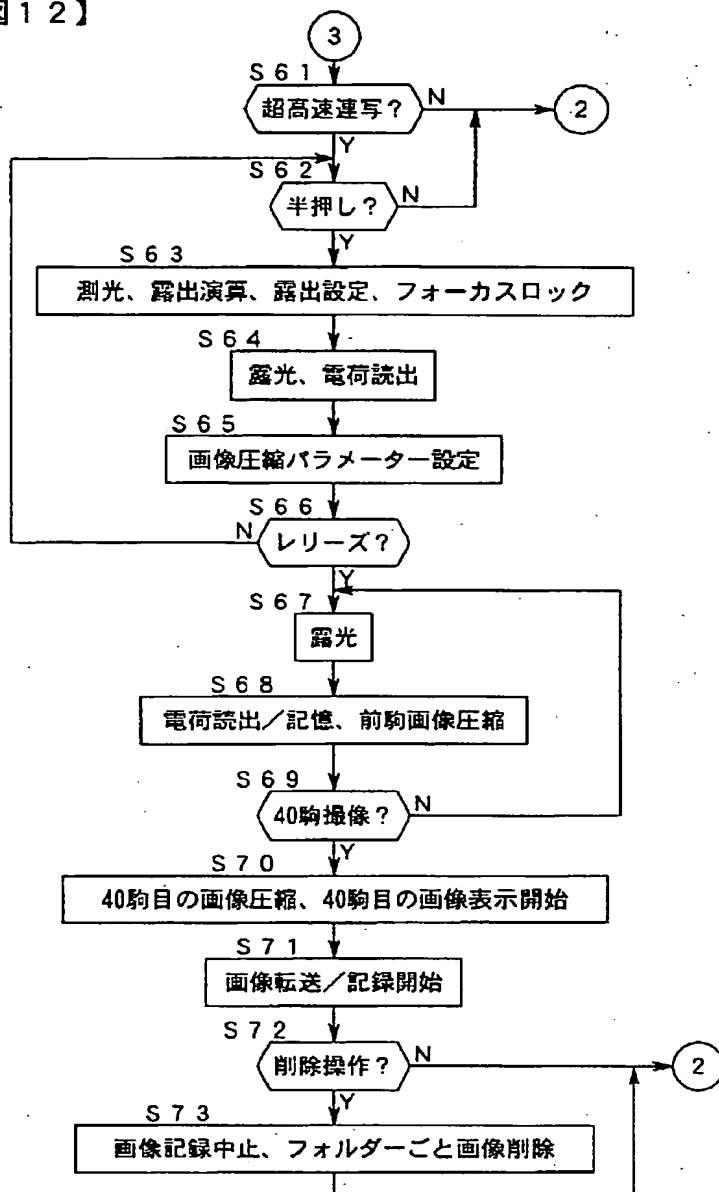 図12】
3
S61
超高速連写？ N 2
Y
S62
半押し？ N
Y
S63
測光、露出演算、露出設定、フォーカスロック
S64
露光、電荷読出
S65
画像圧縮パラメーター設定
S66
N レリーズ？
Y
S67
露光
S68
電荷読出／記憶、前駒画像圧縮
S69
40駒撮像？ N
Y
S70
40駒目の画像圧縮、40駒目の画像表示開始
S71
画像転送／記録開始
S72
削除操作？ N 2
Y
S73
画像記録中止、フォルダーごと画像削除